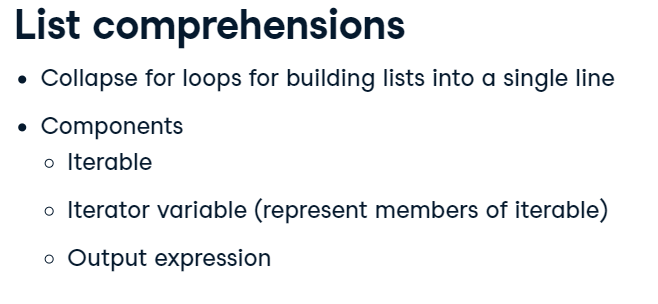 List comprehensions
• Collapse for loops for building lists into a single line
• Components
○ Iterable
○ Iterator variable (represent members of iterable)
○ Output expression